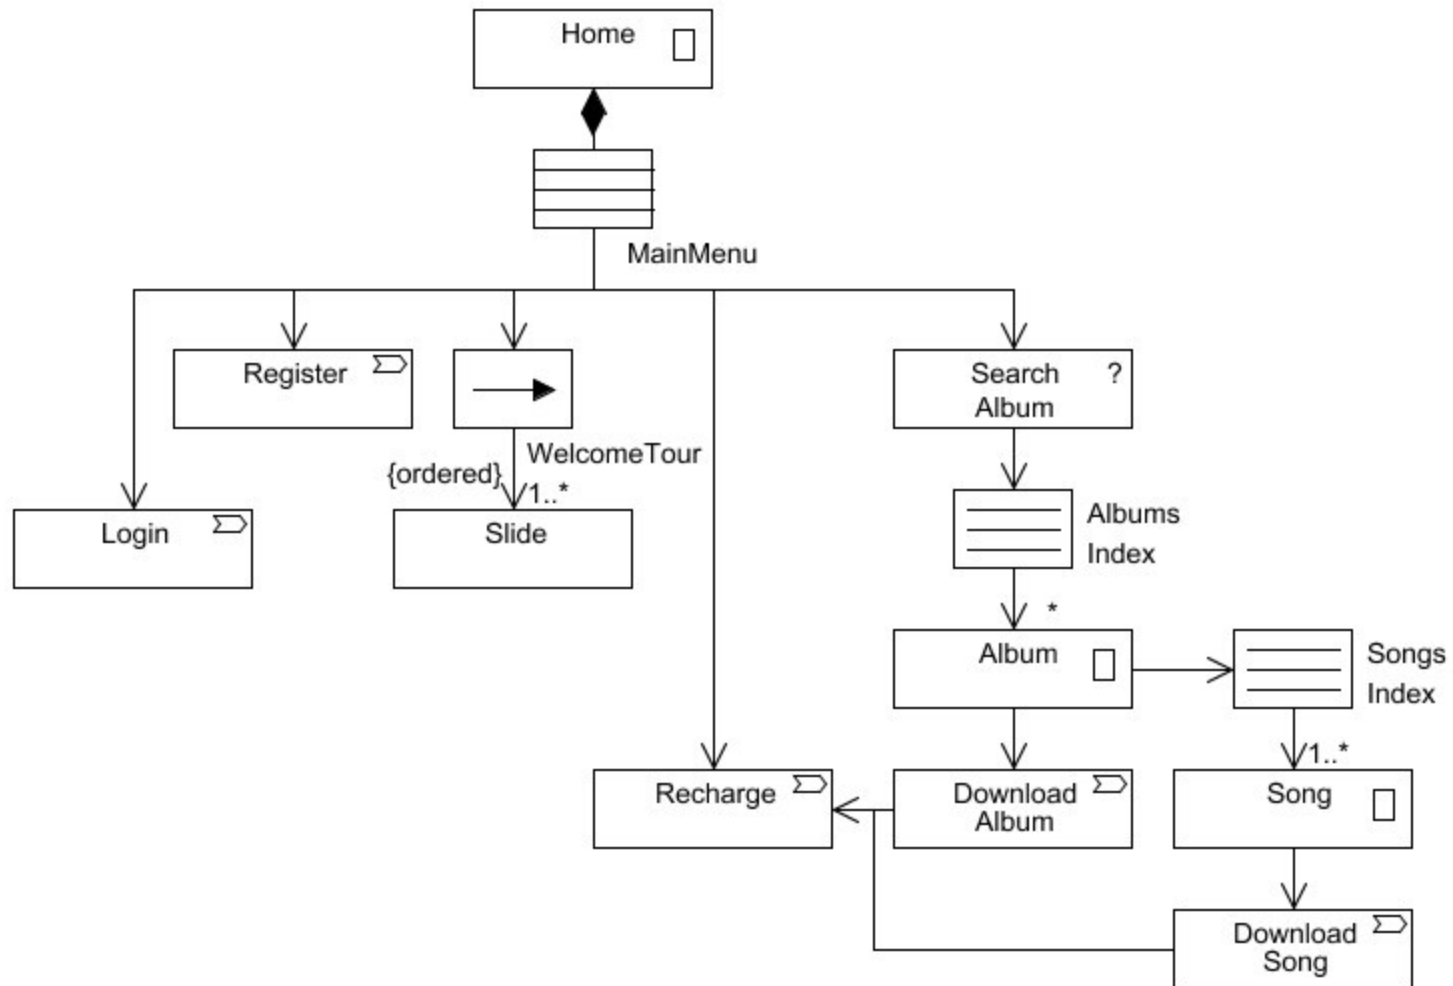 Home
MainMenu
Register
Search
Album
?
WelcomeTour
{ordered}
1..*
Login
Slide
Albums
Index
*
Album
Songs
Index
1..*
Recharge
Download
Album
Song
Download
Song